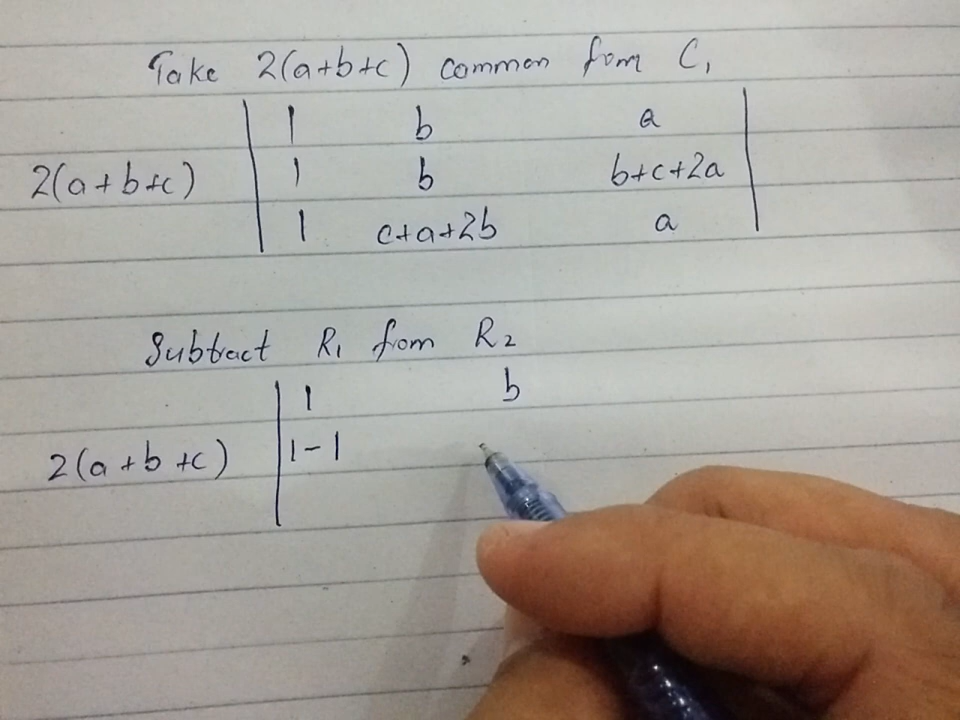 Take 2(a+b+c) common from C₁
| 1 b a |
2(a+b+c) | 1 b b+c+2a |
| 1 c+a+2b a |
Subtract R₁ from R₂
| 1 b
2(a+b+c) | 1-1